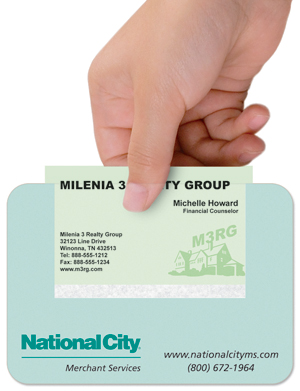 MILENIA 3 TY GROUP
Michelle Howard
Financial Counselor
Milenia 3 Realty Group
32123 Line Drive
Winonna, TN 432513
Tel: 888-555-1212
Fax: 888-555-1234
www.m3rg.com
M3RG
National City
Merchant Services
www.nationalcityms.com
(800) 672-1964